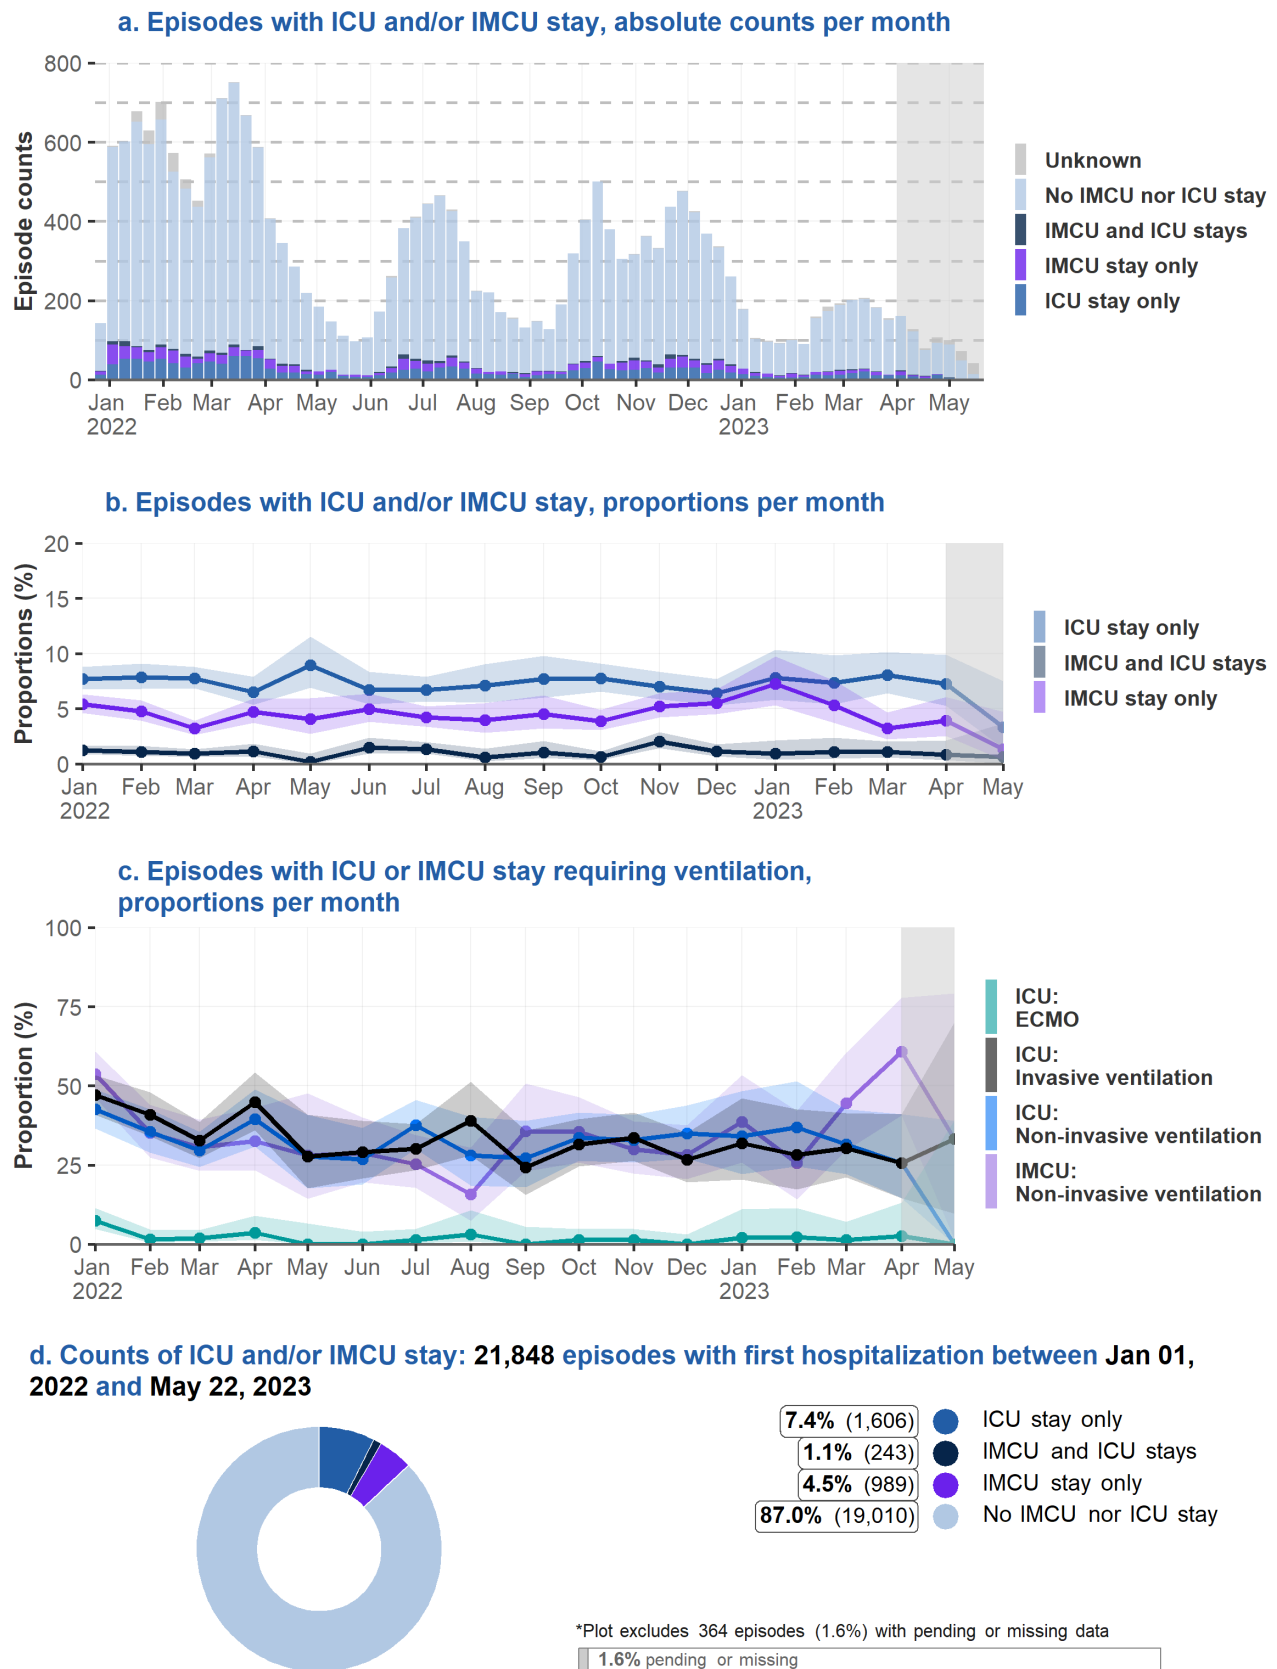 a. Episodes with ICU and/or IMCU stay, absolute counts per month
800
600
400
200
0
Episode counts
Jan Feb Mar Apr May Jun Jul Aug Sep Oct Nov Dec Jan Feb Mar Apr May
2022 2023
Unknown
No IMCU nor ICU stay
IMCU and ICU stays
IMCU stay only
ICU stay only
b. Episodes with ICU and/or IMCU stay, proportions per month
20
15
10
5
0
Proportions (%)
Jan Feb Mar Apr May Jun Jul Aug Sep Oct Nov Dec Jan Feb Mar Apr May
2022 2023
ICU stay only
IMCU and ICU stays
IMCU stay only
c. Episodes with ICU or IMCU stay requiring ventilation,
proportions per month
100
75
50
25
0
Proportion (%)
Jan Feb Mar Apr May Jun Jul Aug Sep Oct Nov Dec Jan Feb Mar Apr May
2022 2023
ICU:
ECMO
ICU:
Invasive ventilation
ICU:
Non-invasive ventilation
IMCU:
Non-invasive ventilation
d. Counts of ICU and/or IMCU stay: 21,848 episodes with first hospitalization between Jan 01,
2022 and May 22, 2023
7.4% (1,606) ICU stay only
1.1% (243) IMCU and ICU stays
4.5% (989) IMCU stay only
87.0% (19,010) No IMCU nor ICU stay
*Plot excludes 364 episodes (1.6%) with pending or missing data
1.6% pending or missing